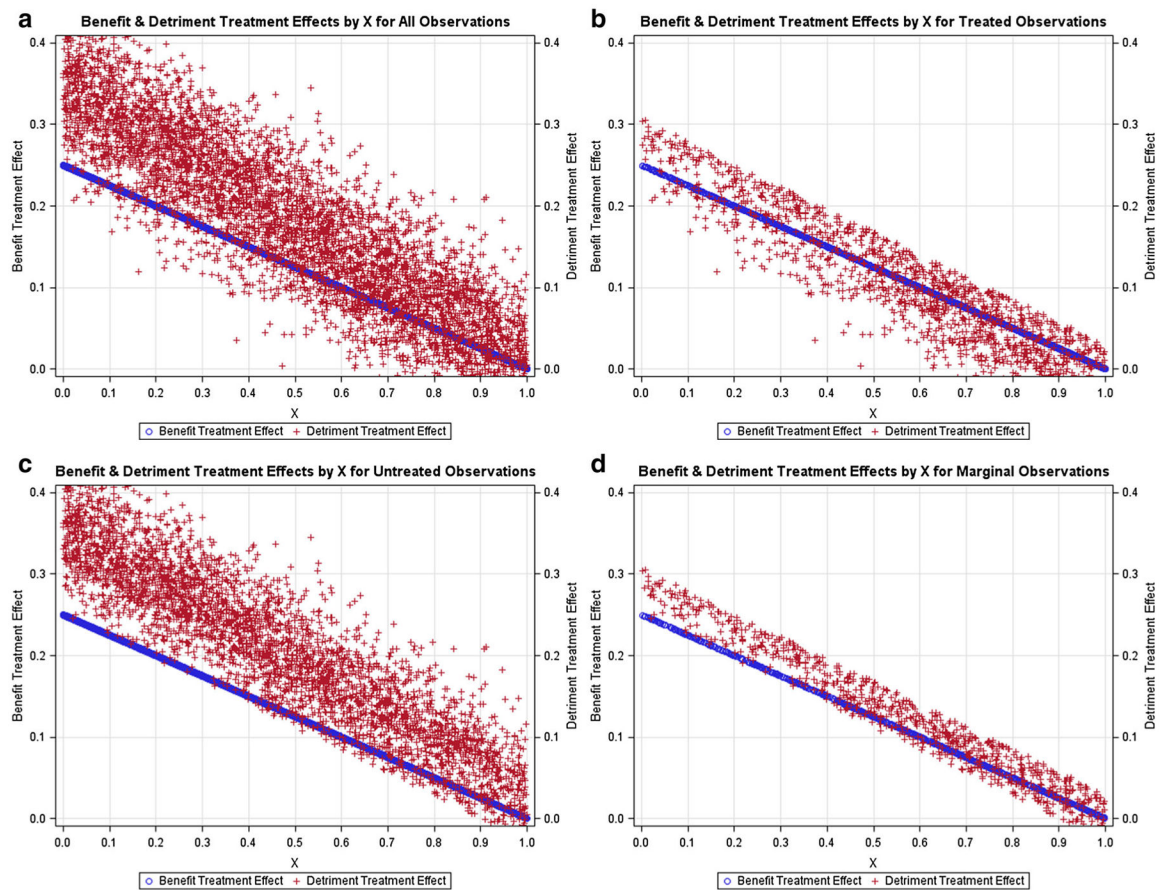 a
Benefit & Detriment Treatment Effects by X for All Observations
0.4
0.3
0.2
0.1
0.0
Benefit Treatment Effect
0.4
0.3
0.2
0.1
0.0
Detriment Treatment Effect
0.0 0.1 0.2 0.3 0.4 0.5 0.6 0.7 0.8 0.9 1.0
X
Benefit Treatment Effect + Detriment Treatment Effect
b
Benefit & Detriment Treatment Effects by X for Treated Observations
0.4
0.3
0.2
0.1
0.0
Benefit Treatment Effect
0.4
0.3
0.2
0.1
0.0
Detriment Treatment Effect
0.0 0.1 0.2 0.3 0.4 0.5 0.6 0.7 0.8 0.9 1.0
X
Benefit Treatment Effect + Detriment Treatment Effect
c
Benefit & Detriment Treatment Effects by X for Untreated Observations
0.4
0.3
0.2
0.1
0.0
Benefit Treatment Effect
0.4
0.3
0.2
0.1
0.0
Detriment Treatment Effect
0.0 0.1 0.2 0.3 0.4 0.5 0.6 0.7 0.8 0.9 1.0
X
Benefit Treatment Effect + Detriment Treatment Effect
d
Benefit & Detriment Treatment Effects by X for Marginal Observations
0.4
0.3
0.2
0.1
0.0
Benefit Treatment Effect
0.4
0.3
0.2
0.1
0.0
Detriment Treatment Effect
0.0 0.1 0.2 0.3 0.4 0.5 0.6 0.7 0.8 0.9 1.0
X
Benefit Treatment Effect + Detriment Treatment Effect